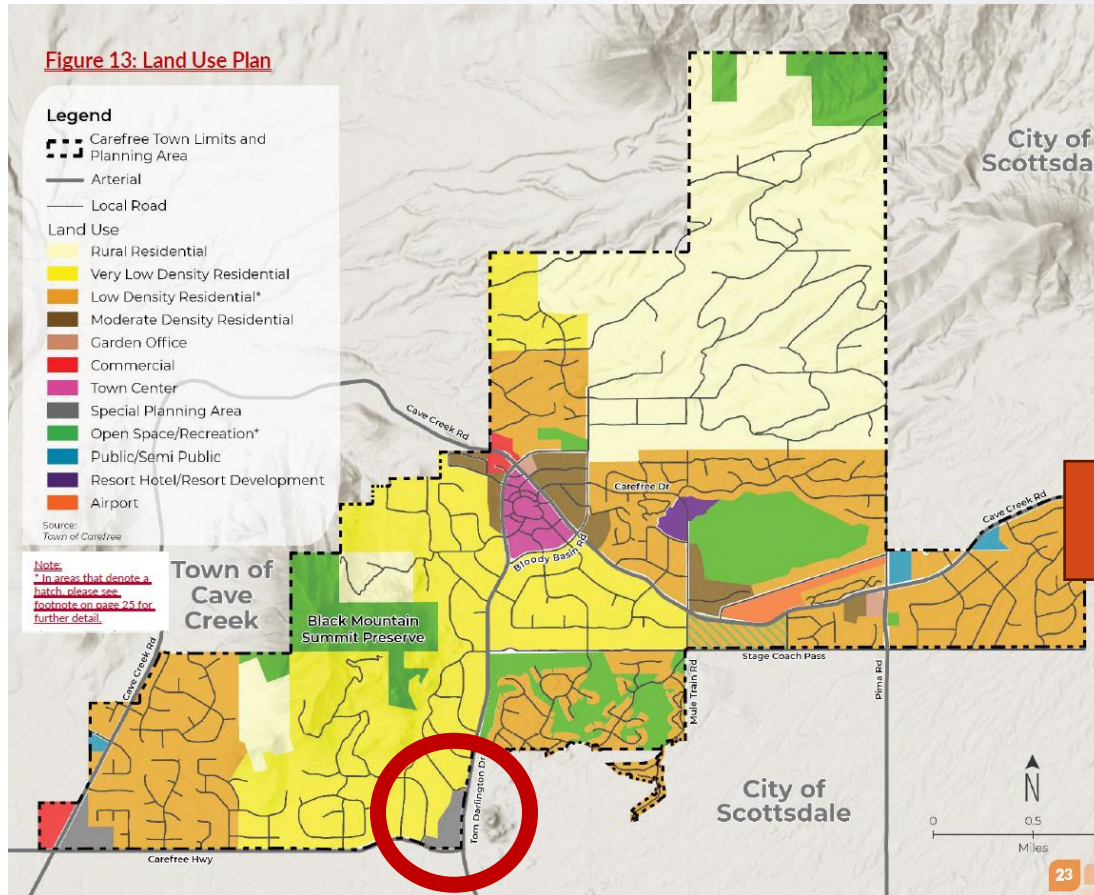 Figure 13: Land Use Plan
Legend
Carefree Town Limits and
Planning Area
Arterial
Local Road
Land Use
Rural Residential
Very Low Density Residential
Low Density Residential*
Moderate Density Residential
Garden Office
Commercial
Town Center
Special Planning Area
Open Space/Recreation*
Public/Semi Public
Resort Hotel/Resort Development
Airport
Source:
Town of Carefree
Note:
* In areas that denote a
hatch, please see
footnote on page 25 for
further detail.
City of
Scottsda
Cave Creek Rd
Carefree Dr
Cave Creek Rd
Bloody Basin Rd
Town of
Cave
Creek
Black Mountain
Summit Preserve
Stage Coach Pass
Cave Creek Rd
Mule Train Rd
Pima Rd
Tom Darlington Dr
City of
Scottsdale
N
0 0.5
Miles
Carefree Hwy
23